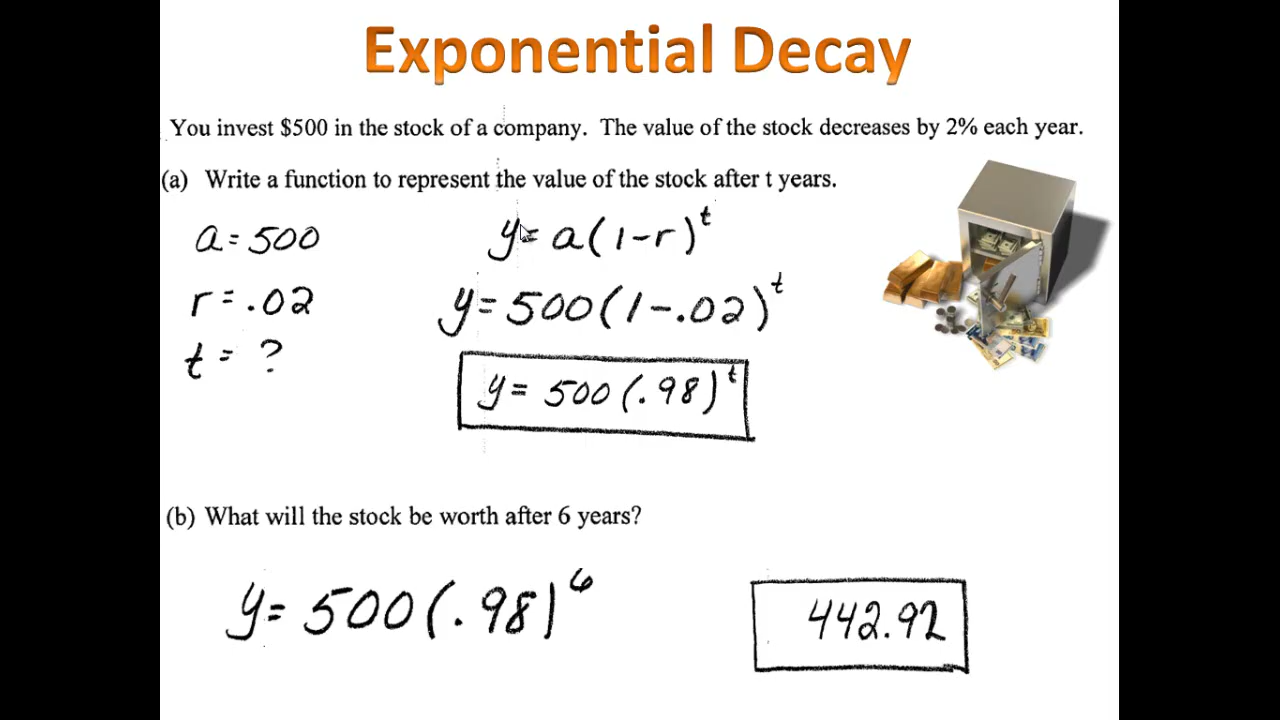 Exponential Decay
You invest $500 in the stock of a company. The value of the stock decreases by 2% each year.
(a) Write a function to represent the value of the stock after t years.
a = 500
y = a(1-r)^t
r = .02
y = 500(1-.02)^t
t = ?
y = 500(.98)^t
(b) What will the stock be worth after 6 years?
y = 500(.98)^6
442.92